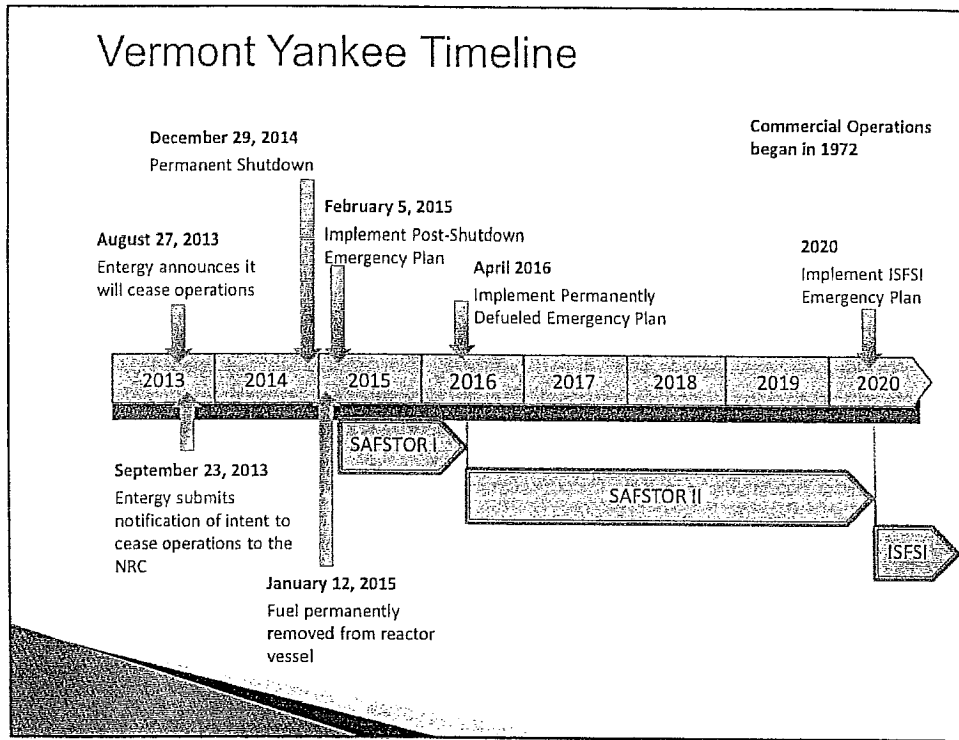 Vermont Yankee Timeline
December 29, 2014
Permanent Shutdown
Commercial Operations
began in 1972
February 5, 2015
Implement Post-Shutdown
Emergency Plan
August 27, 2013
Entergy announces it
will cease operations
April 2016
Implement Permanently
Defueled Emergency Plan
2020
Implement ISFSI
Emergency Plan
2013
2014
2015
2016
2017
2018
2019
2020
SAFSTOR I
SAFSTOR II
ISFSI
September 23, 2013
Entergy submits
notification of intent to
cease operations to the
NRC
January 12, 2015
Fuel permanently
removed from reactor
vessel